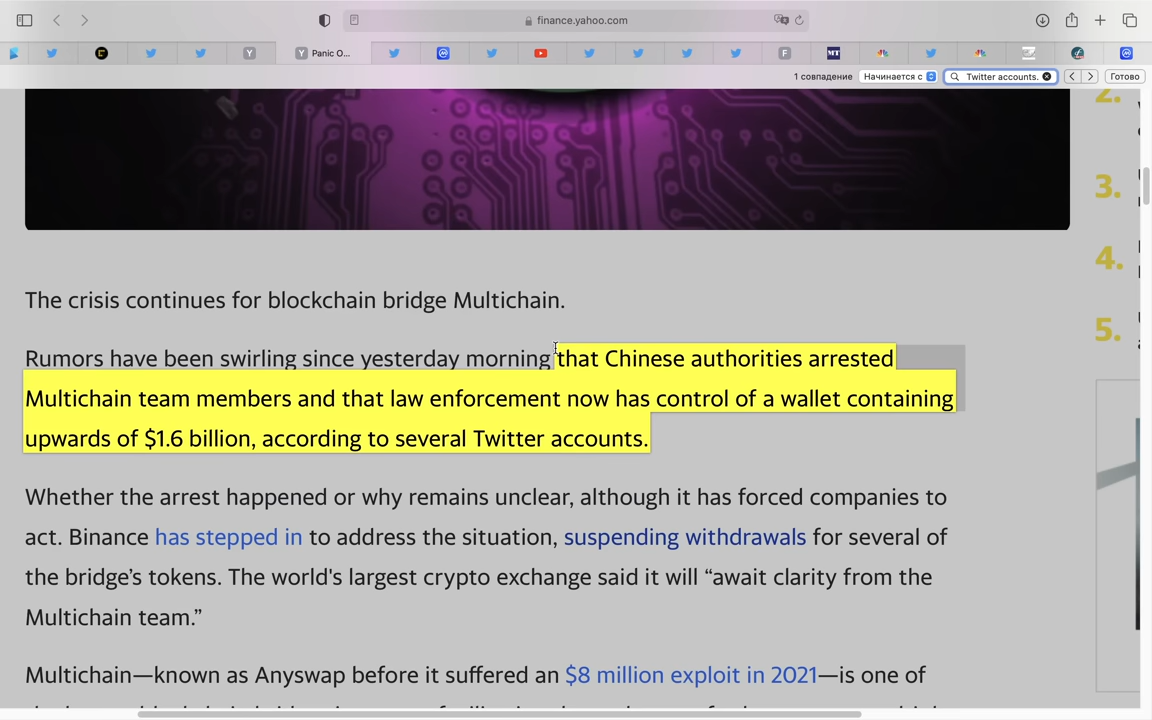 finance.yahoo.com
Panic O...
1 совпадение Начинается с Twitter accounts. Готово
2.
3.
4.
5.
The crisis continues for blockchain bridge Multichain.
Rumors have been swirling since yesterday morning that Chinese authorities arrested
Multichain team members and that law enforcement now has control of a wallet containing
upwards of $1.6 billion, according to several Twitter accounts.
Whether the arrest happened or why remains unclear, although it has forced companies to
act. Binance has stepped in to address the situation, suspending withdrawals for several of
the bridge’s tokens. The world's largest crypto exchange said it will “await clarity from the
Multichain team.”
Multichain—known as Anyswap before it suffered an $8 million exploit in 2021—is one of